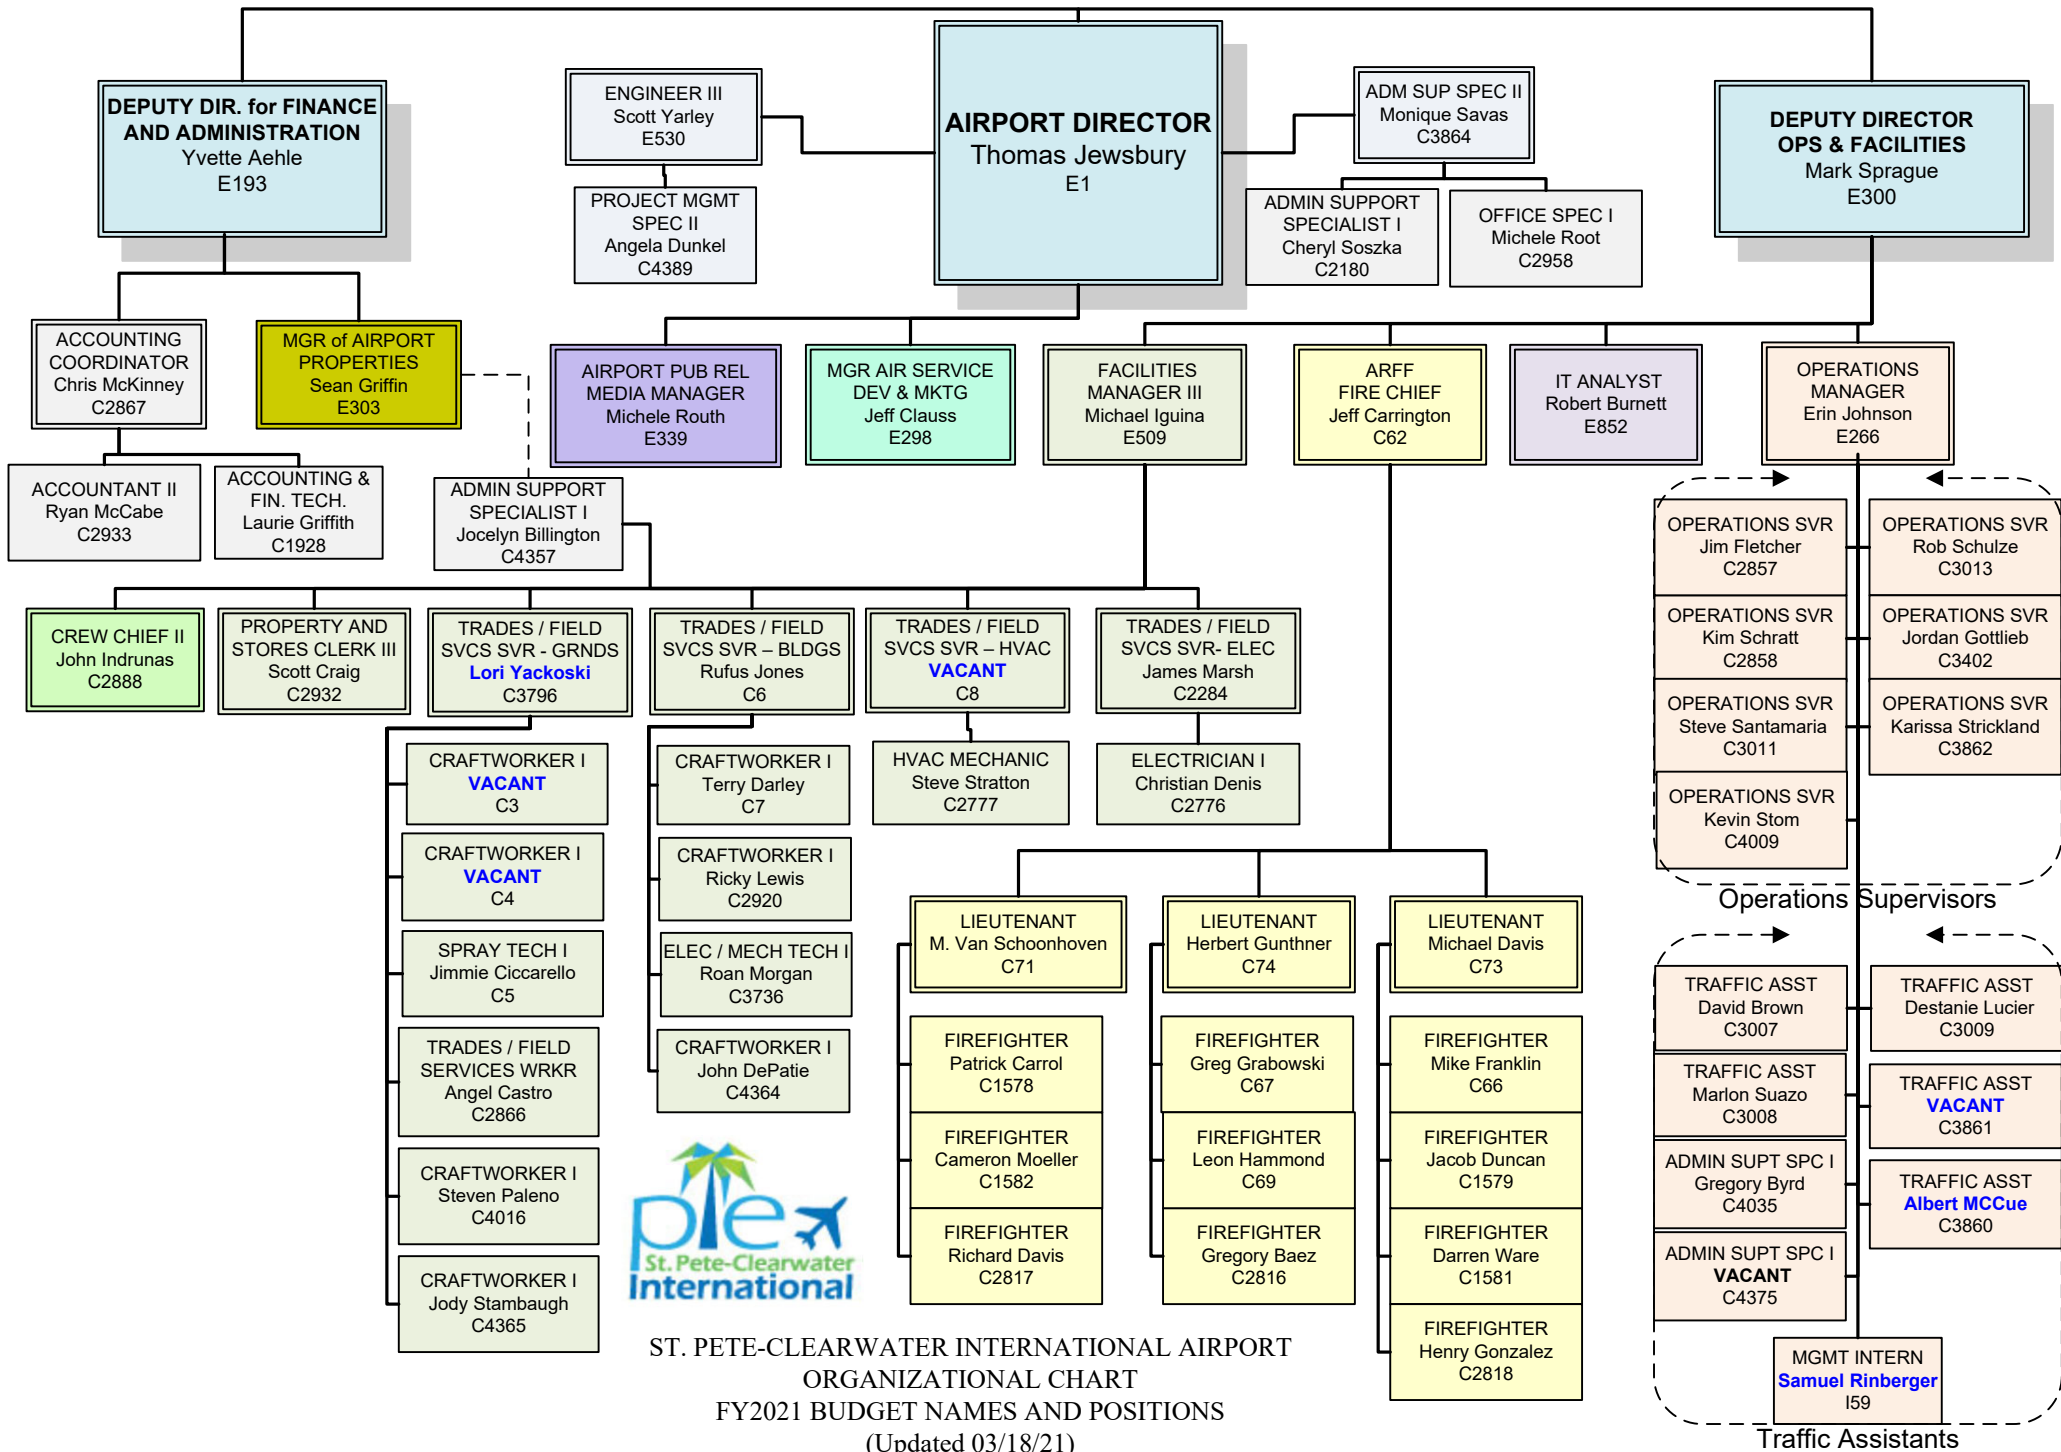 DEPUTY DIR. for FINANCE
AND ADMINISTRATION
Yvette Aehle
E193
ENGINEER III
Scott Yarley
E530
PROJECT MGMT
SPEC II
Angela Dunkel
C4389
AIRPORT DIRECTOR
Thomas Jewsbury
E1
ADM SUP SPEC II
Monique Savas
C3864
ADMIN SUPPORT
SPECIALIST I
Cheryl Soszka
C2180
OFFICE SPEC I
Michele Root
C2958
DEPUTY DIRECTOR
OPS & FACILITIES
Mark Sprague
E300
ACCOUNTING
COORDINATOR
Chris McKinney
C2867
MGR of AIRPORT
PROPERTIES
Sean Griffin
E303
AIRPORT PUB REL
MEDIA MANAGER
Michele Routh
E339
MGR AIR SERVICE
DEV & MKTG
Jeff Clauss
E298
FACILITIES
MANAGER III
Michael Iguina
E509
ARFF
FIRE CHIEF
Jeff Carrington
C62
IT ANALYST
Robert Burnett
E852
OPERATIONS
MANAGER
Erin Johnson
E266
ACCOUNTANT II
Ryan McCabe
C2933
ACCOUNTING &
FIN. TECH.
Laurie Griffith
C1928
ADMIN SUPPORT
SPECIALIST I
Jocelyn Billington
C4357
CREW CHIEF II
John Indrunas
C2888
PROPERTY AND
STORES CLERK III
Scott Craig
C2932
TRADES / FIELD
SVCS SVR - GRNDS
Lori Yackoski
C3796
TRADES / FIELD
SVCS SVR – BLDGS
Rufus Jones
C6
TRADES / FIELD
SVCS SVR – HVAC
VACANT
C8
TRADES / FIELD
SVCS SVR- ELEC
James Marsh
C2284
CRAFTWORKER I
VACANT
C3
CRAFTWORKER I
VACANT
C4
SPRAY TECH I
Jimmie Ciccarello
C5
TRADES / FIELD
SERVICES WRKR
Angel Castro
C2866
CRAFTWORKER I
Steven Paleno
C4016
CRAFTWORKER I
Jody Stambaugh
C4365
CRAFTWORKER I
Terry Darley
C7
CRAFTWORKER I
Ricky Lewis
C2920
ELEC / MECH TECH I
Roan Morgan
C3736
CRAFTWORKER I
John DePatie
C4364
HVAC MECHANIC
Steve Stratton
C2777
ELECTRICIAN I
Christian Denis
C2776
LIEUTENANT
M. Van Schoonhoven
C71
FIREFIGHTER
Patrick Carrol
C1578
FIREFIGHTER
Cameron Moeller
C1582
FIREFIGHTER
Richard Davis
C2817
LIEUTENANT
Herbert Gunthner
C74
FIREFIGHTER
Greg Grabowski
C67
FIREFIGHTER
Leon Hammond
C69
FIREFIGHTER
Gregory Baez
C2816
LIEUTENANT
Michael Davis
C73
FIREFIGHTER
Mike Franklin
C66
FIREFIGHTER
Jacob Duncan
C1579
FIREFIGHTER
Darren Ware
C1581
FIREFIGHTER
Henry Gonzalez
C2818
OPERATIONS SVR
Jim Fletcher
C2857
OPERATIONS SVR
Rob Schulze
C3013
OPERATIONS SVR
Kim Schratt
C2858
OPERATIONS SVR
Jordan Gottlieb
C3402
OPERATIONS SVR
Steve Santamaria
C3011
OPERATIONS SVR
Karissa Strickland
C3862
OPERATIONS SVR
Kevin Stom
C4009
Operations Supervisors
TRAFFIC ASST
David Brown
C3007
TRAFFIC ASST
Destanie Lucier
C3009
TRAFFIC ASST
Marlon Suazo
C3008
TRAFFIC ASST
VACANT
C3861
ADMIN SUPT SPC I
Gregory Byrd
C4035
TRAFFIC ASST
Albert MCCue
C3860
ADMIN SUPT SPC I
VACANT
C4375
MGMT INTERN
Samuel Rinberger
I59
Traffic Assistants
pie
St. Pete-Clearwater
International
ST. PETE-CLEARWATER INTERNATIONAL AIRPORT
ORGANIZATIONAL CHART
FY2021 BUDGET NAMES AND POSITIONS
(Updated 03/18/21)